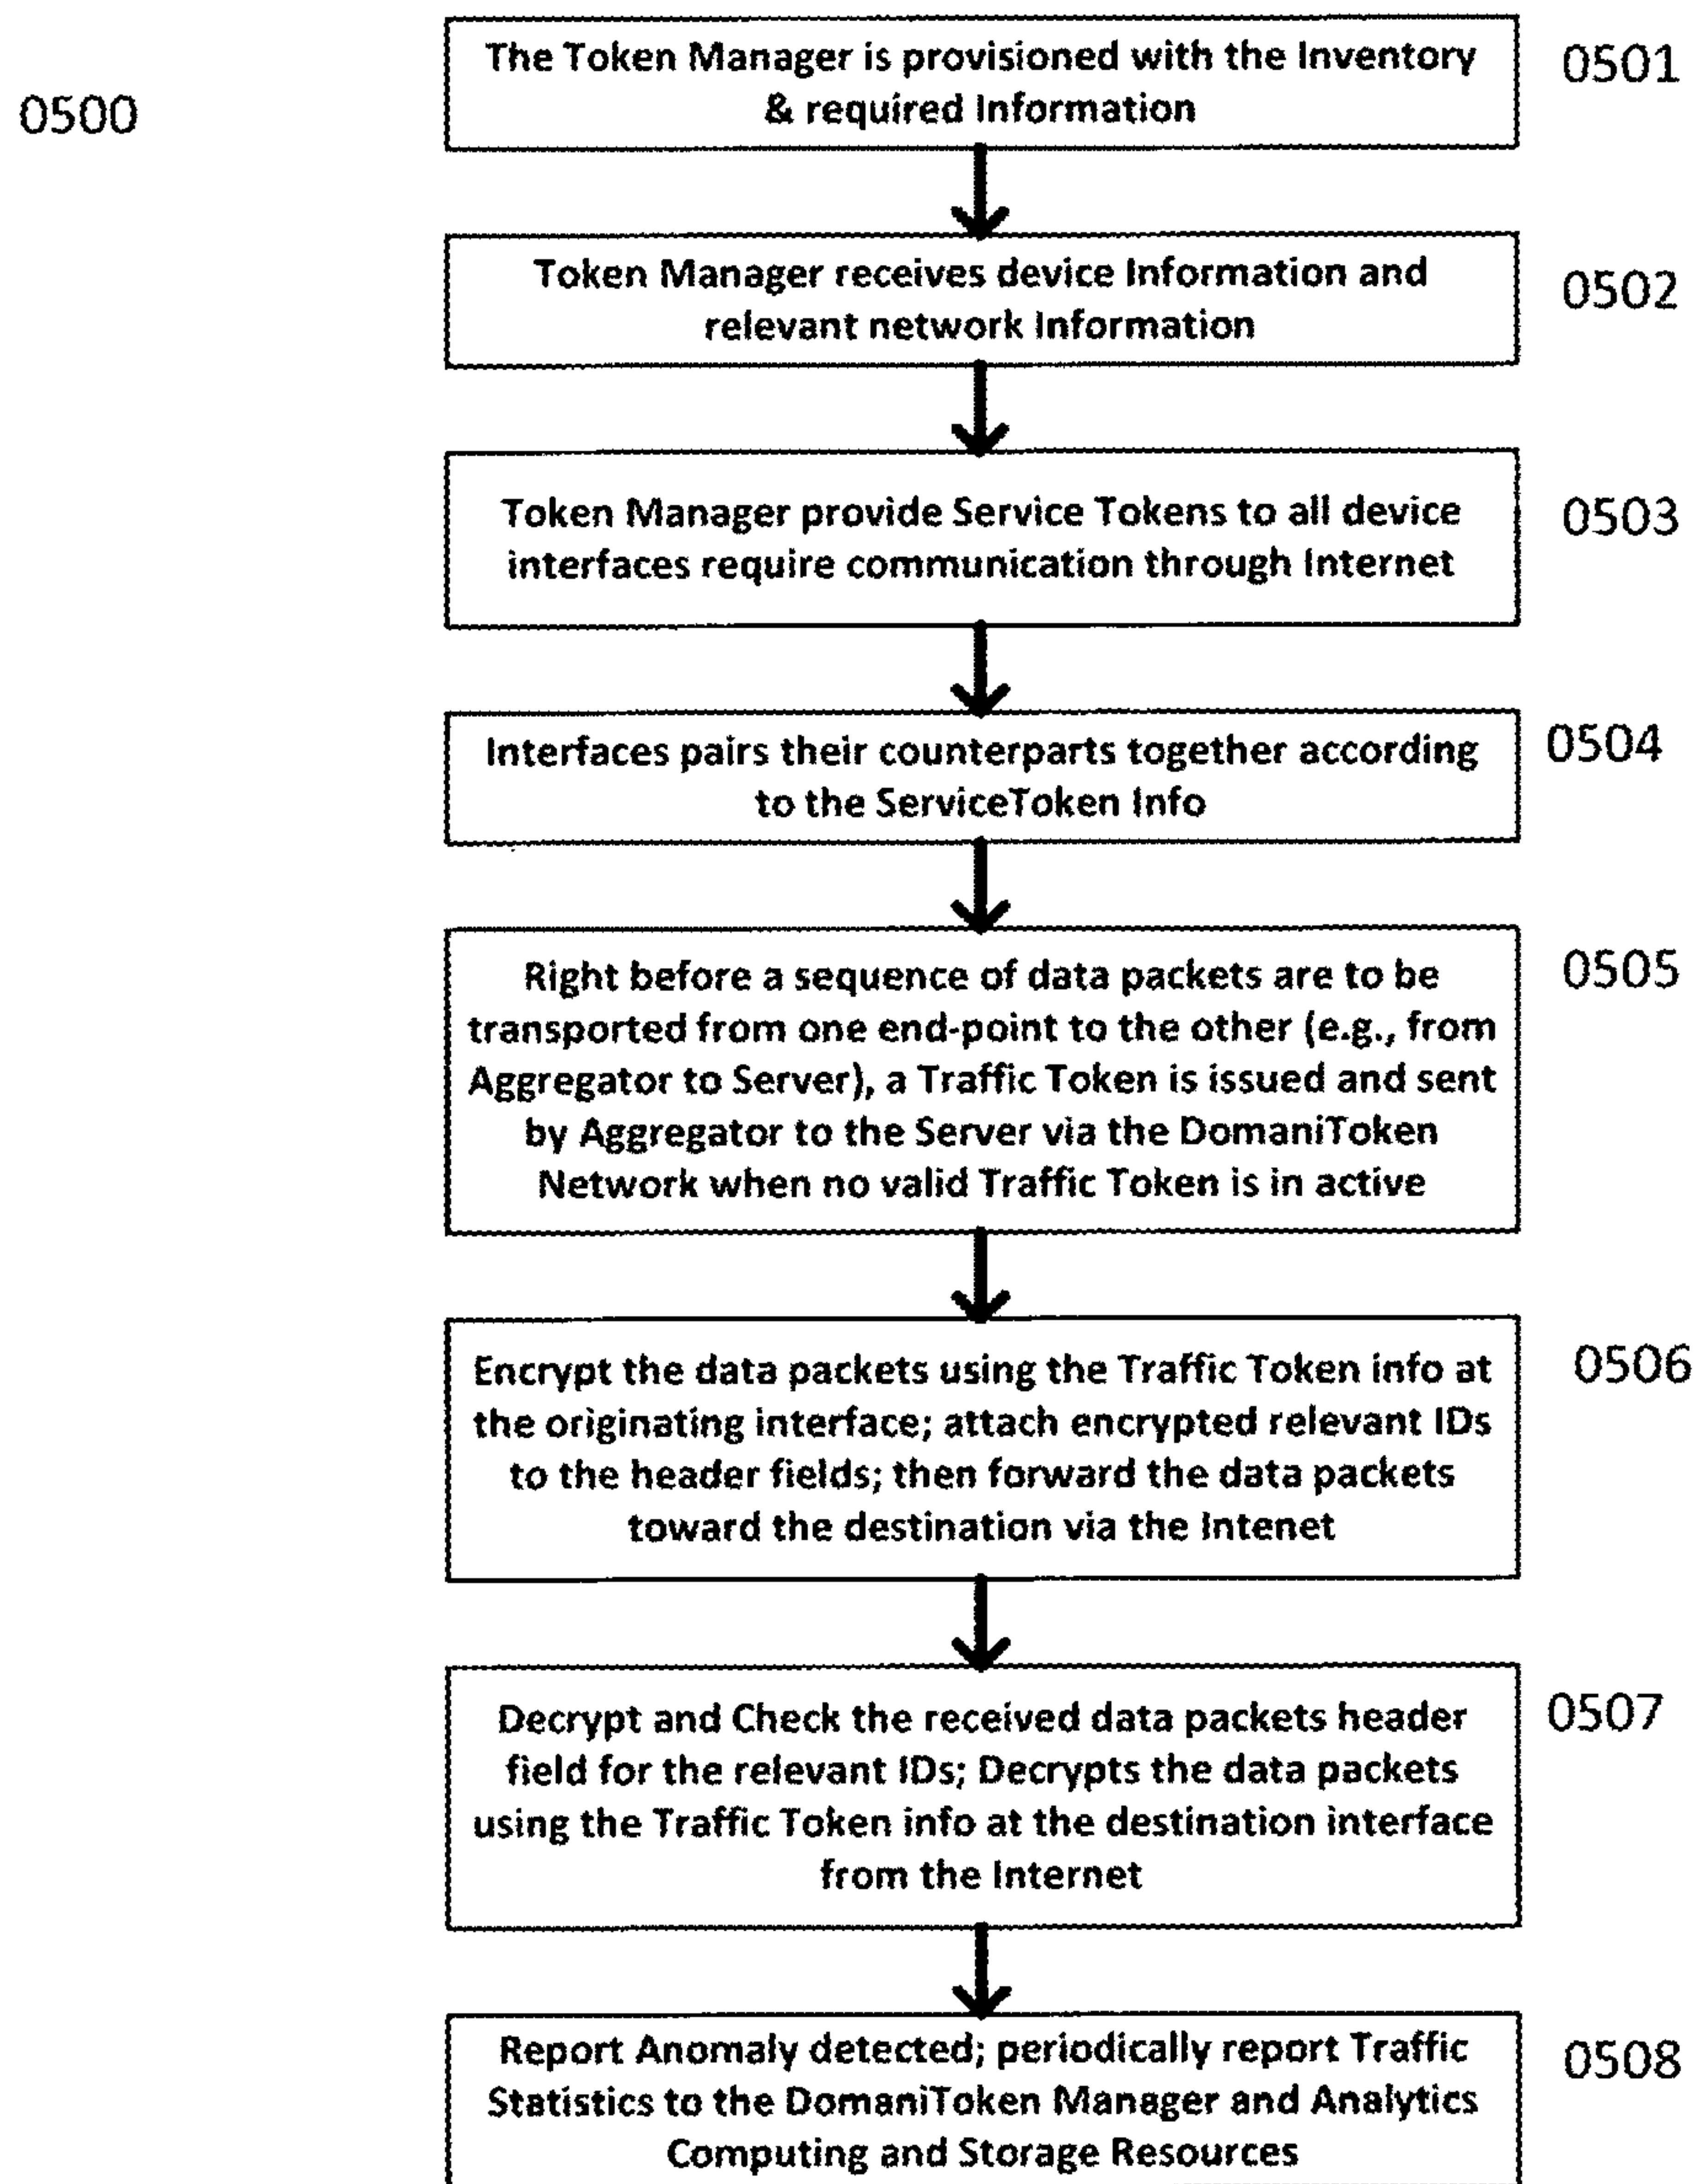 0500
The Token Manager is provisioned with the Inventory
& required Information
0501
Token Manager receives device Information and
relevant network Information
0502
Token Manager provide Service Tokens to all device
interfaces require communication through Internet
0503
Interfaces pairs their counterparts together according
to the ServiceToken Info
0504
Right before a sequence of data packets are to be
transported from one end-point to the other (e.g., from
Aggregator to Server), a Traffic Token is issued and sent
by Aggregator to the Server via the DomaniToken
Network when no valid Traffic Token is in active
0505
Encrypt the data packets using the Traffic Token info at
the originating interface; attach encrypted relevant IDs
to the header fields; then forward the data packets
toward the destination via the Intenet
0506
Decrypt and Check the received data packets header
field for the relevant IDs; Decrypts the data packets
using the Traffic Token info at the destination interface
from the Internet
0507
Report Anomaly detected; periodically report Traffic
Statistics to the DomaniToken Manager and Analytics
Computing and Storage Resources
0508